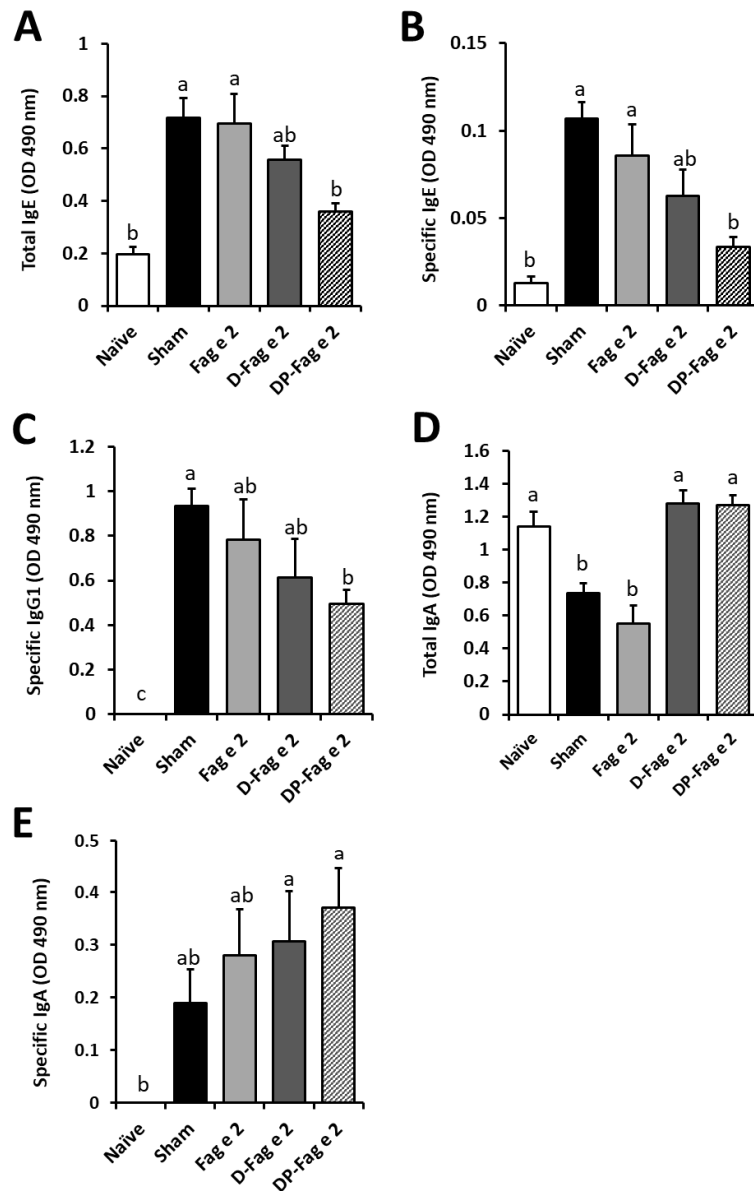 A
Total IgE (OD 490 nm)
1
0.8
0.6
0.4
0.2
0
b
a
a
ab
b
Naïve
Sham
Fag e 2
D-Fag e 2
DP-Fag e 2
B
Specific IgE (OD 490 nm)
0.15
0.1
0.05
0
b
a
a
ab
b
Naïve
Sham
Fag e 2
D-Fag e 2
DP-Fag e 2
C
Specific IgG1 (OD 490 nm)
1.2
1
0.8
0.6
0.4
0.2
0
c
a
ab
ab
b
Naïve
Sham
Fag e 2
D-Fag e 2
DP-Fag e 2
D
Total IgA (OD 490 nm)
1.6
1.4
1.2
1
0.8
0.6
0.4
0.2
0
a
b
b
a
a
Naïve
Sham
Fag e 2
D-Fag e 2
DP-Fag e 2
E
Specific IgA (OD 490 nm)
0.5
0.4
0.3
0.2
0.1
0
b
ab
ab
a
a
Naïve
Sham
Fag e 2
D-Fag e 2
DP-Fag e 2